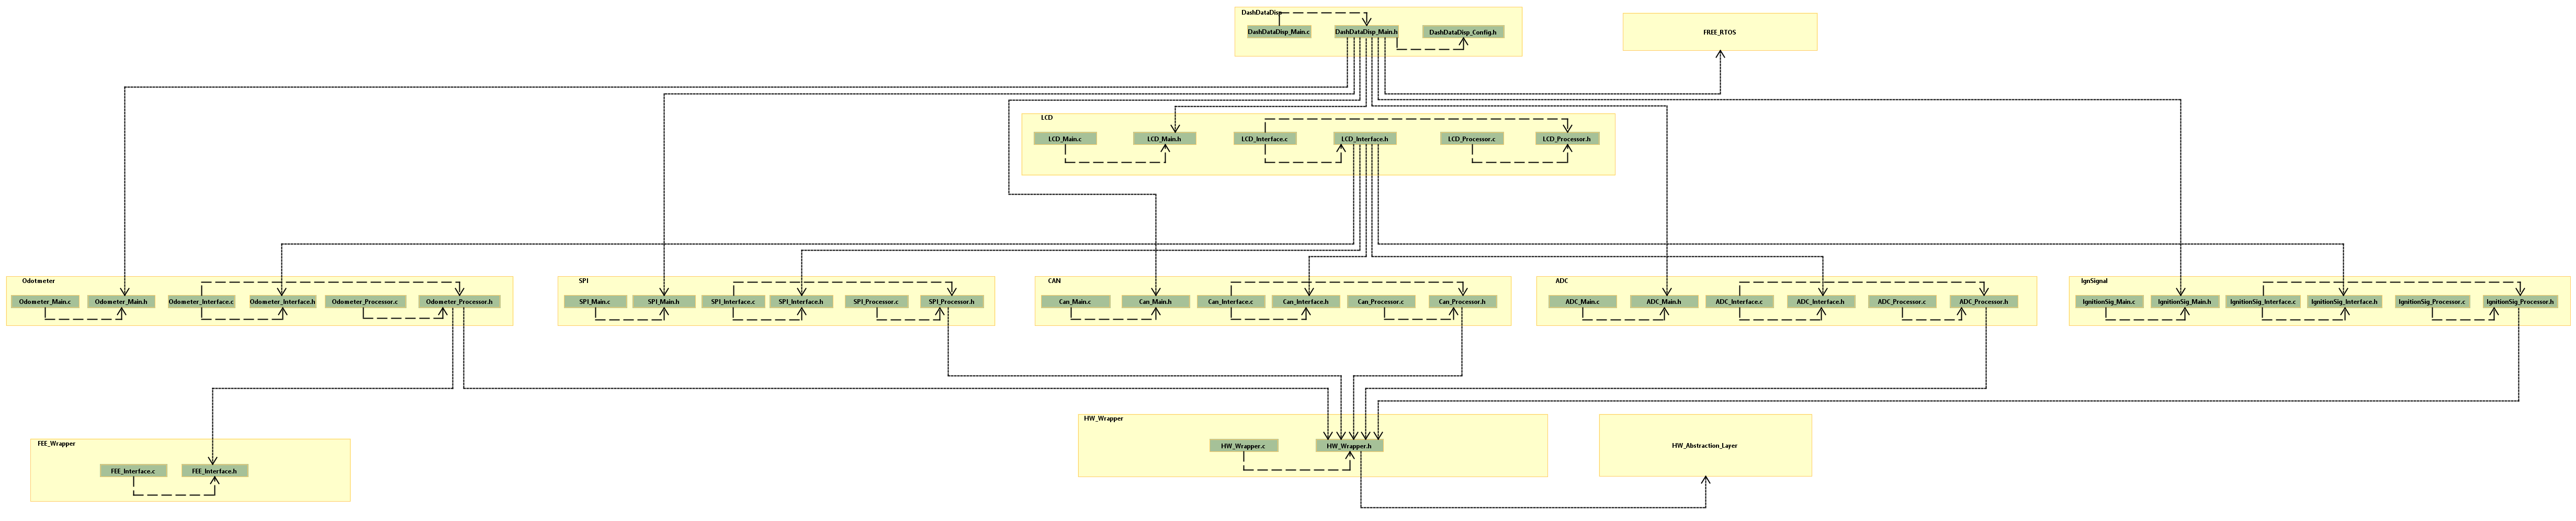 DashDataDisp
DashDataDisp_Main.c
DashDataDisp_Main.h
DashDataDisp_Config.h
FREE_RTOS
LCD
LCD_Main.c
LCD_Main.h
LCD_Interface.c
LCD_Interface.h
LCD_Processor.c
LCD_Processor.h
Odotmeter
Odometer_Main.c
Odometer_Main.h
Odometer_Interface.c
Odometer_Interface.h
Odometer_Processor.c
Odometer_Processor.h
SPI
SPI_Main.c
SPI_Main.h
SPI_Interface.c
SPI_Interface.h
SPI_Processor.c
SPI_Processor.h
CAN
Can_Main.c
Can_Main.h
Can_Interface.c
Can_Interface.h
Can_Processor.c
Can_Processor.h
ADC
ADC_Main.c
ADC_Main.h
ADC_Interface.c
ADC_Interface.h
ADC_Processor.c
ADC_Processor.h
IgnSignal
IgnitionSig_Main.c
IgnitionSig_Main.h
IgnitionSig_Interface.c
IgnitionSig_Interface.h
IgnitionSig_Processor.c
IgnitionSig_Processor.h
FEE_Wrapper
FEE_Interface.c
FEE_Interface.h
HW_Wrapper
HW_Wrapper.c
HW_Wrapper.h
HW_Abstraction_Layer